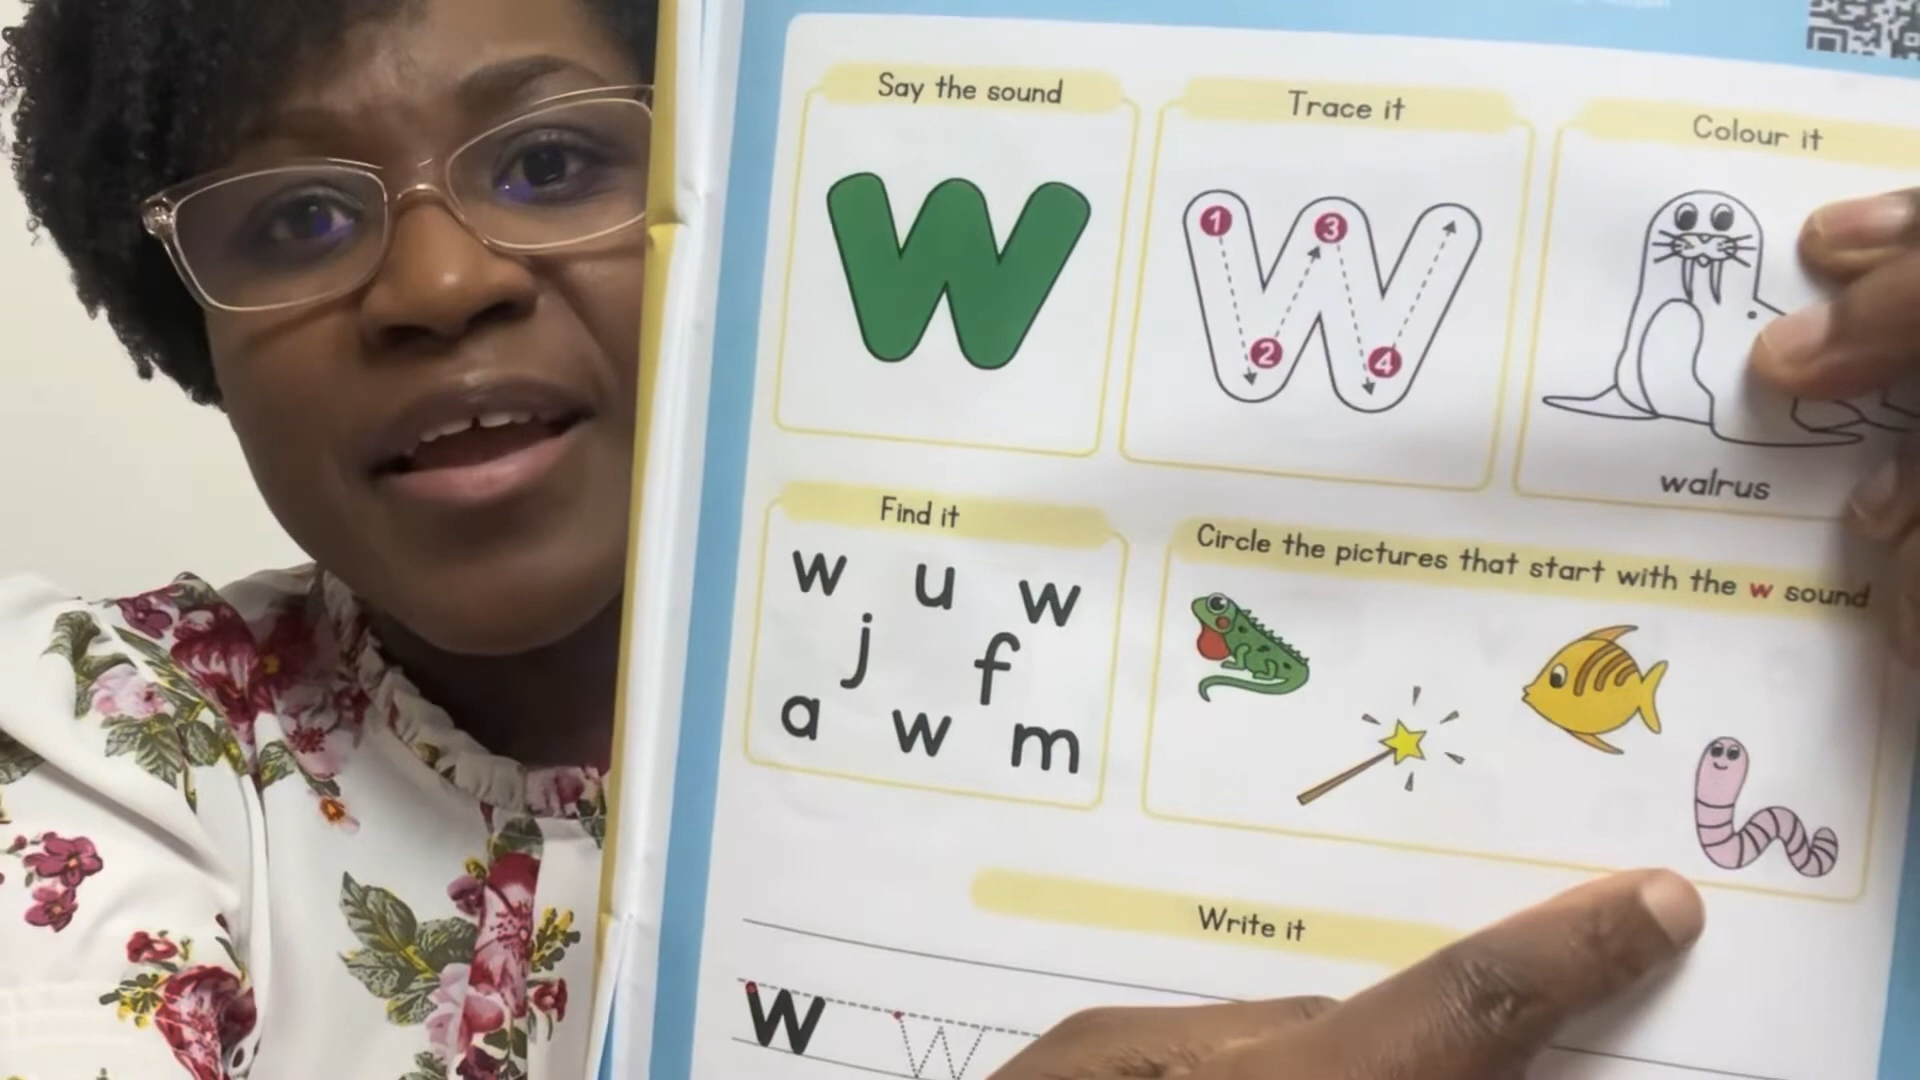 Say the sound
Trace it
Colour it
w
1 3
2 4
walrus
Find it
w u w
j f
a w m
Circle the pictures that start with the w sound
Write it
w w